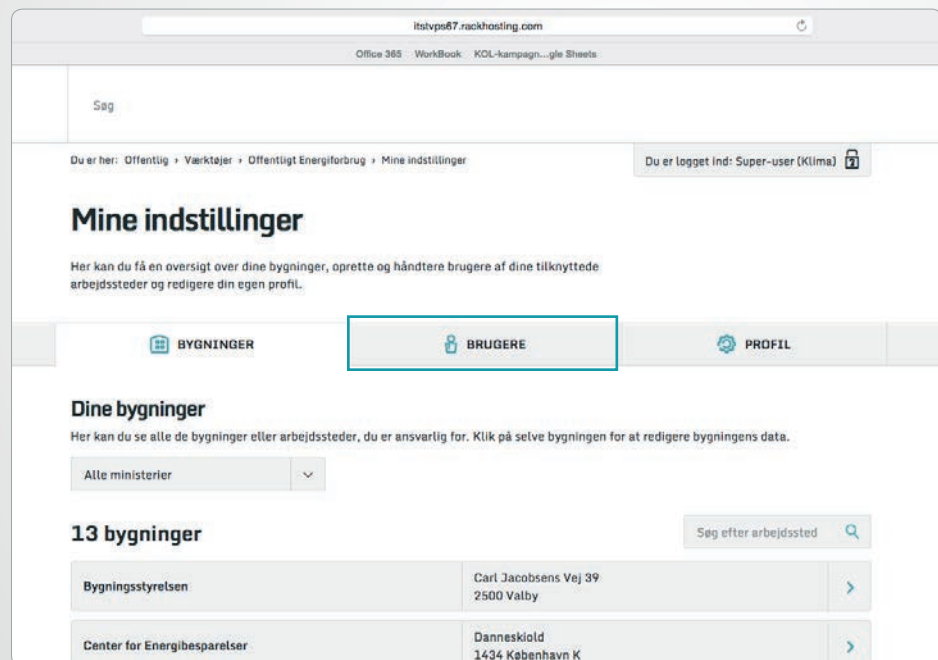 itstvps67.rackhosting.com
Office 365 WorkBook KOL-kampagn...gle Sheets
Søg
Du er her: Offentlig › Værktøjer › Offentligt Energiforbrug › Mine indstillinger
Du er logget ind: Super-user (Klima)
Mine indstillinger
Her kan du få en oversigt over dine bygninger, oprette og håndtere brugere af dine tilknyttede
arbejdssteder og redigere din egen profil.
BYGNINGER BRUGERE PROFIL
Dine bygninger
Her kan du se alle de bygninger eller arbejdssteder, du er ansvarlig for. Klik på selve bygningen for at redigere bygningens data.
Alle ministerier
13 bygninger
Søg efter arbejdssted
Bygningsstyrelsen
Carl Jacobsens Vej 39
2500 Valby
Center for Energibesparelser
Danneskiold
1434 København K